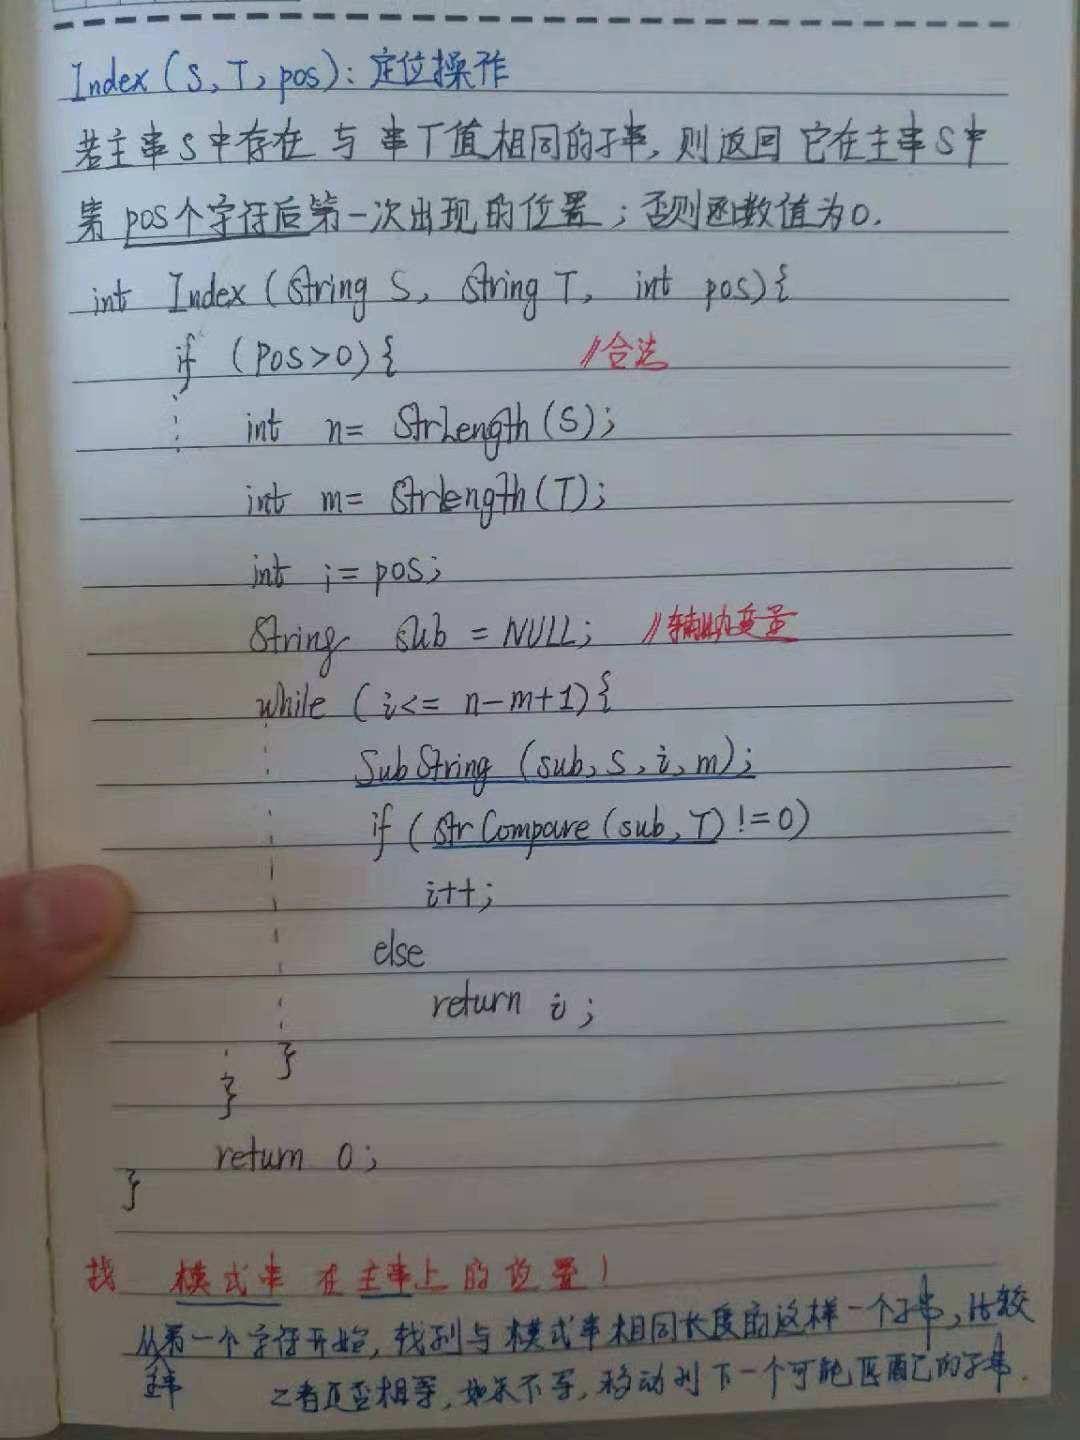 Index(S,T,pos):定位操作
若主串S中存在与串T值相同的子串,则返回它在主串S中
第pos个字符后第一次出现的位置;否则函数值为0.
int Index(String S, String T, int pos){
if (pos>0){ //合法
int n= StrLength(S);
int m= Strlength(T);
int i=pos;
String sub = NULL; //辅助变量
while (i<= n-m+1){
SubString (sub,S,i,m);
if (StrCompare(sub,T)!=0)
i++;
else
return i;
}
}
return 0;
}
找 模式串在主串上的位置!
从第一个字符开始,找到与模式串相同长度的这样一个子串,比较
主串 二者是否相等,如果不等,移动到下一个可能匹配的子串.